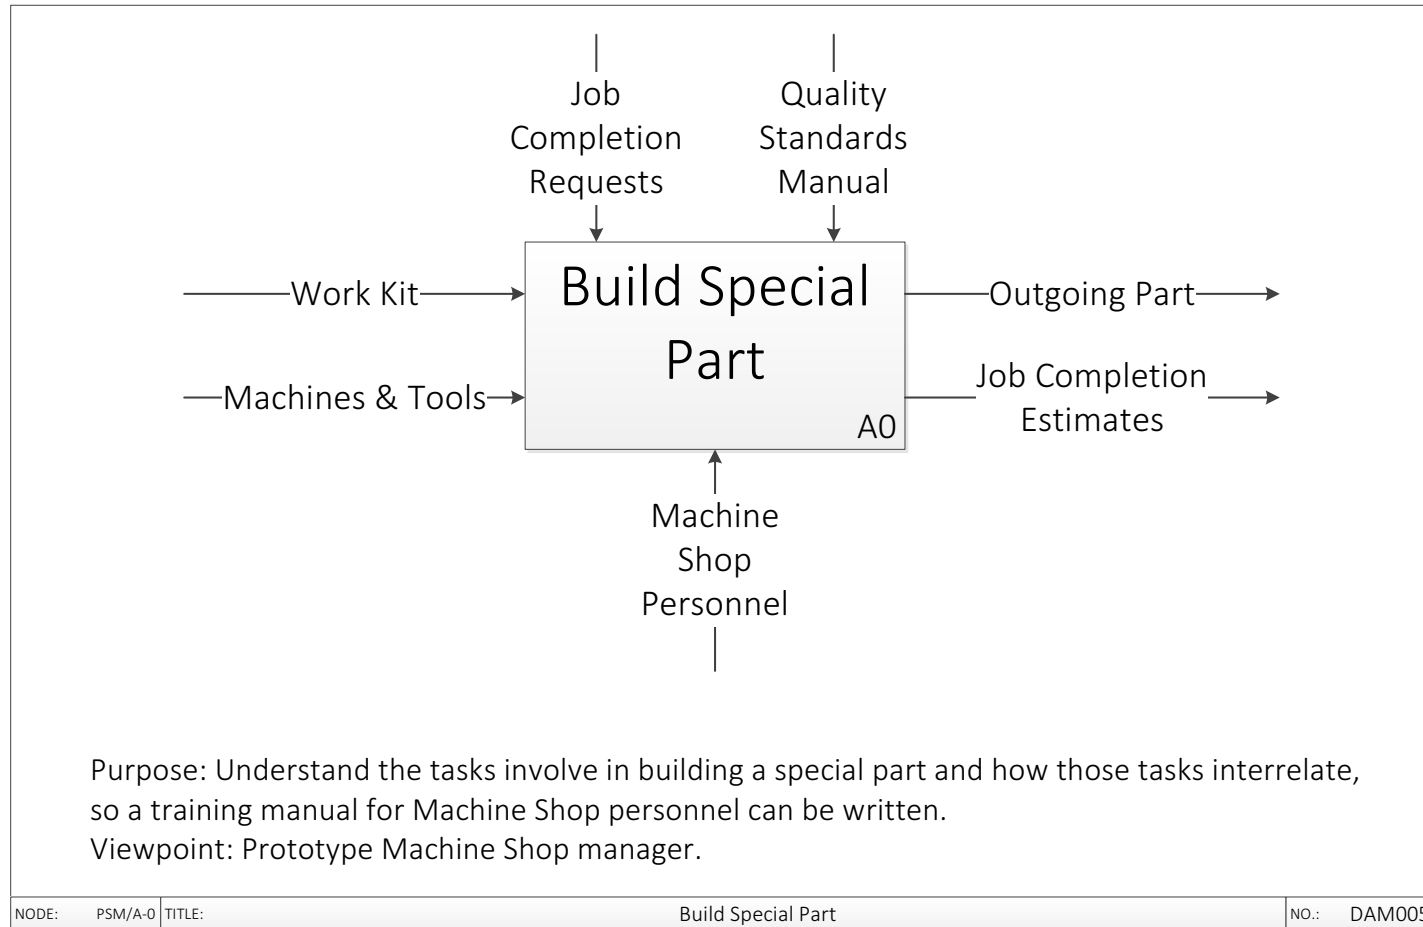 Job
Completion
Requests
Quality
Standards
Manual
Work Kit
Machines & Tools
Build Special
Part
A0
Outgoing Part
Job Completion
Estimates
Machine
Shop
Personnel
Purpose: Understand the tasks involve in building a special part and how those tasks interrelate,
so a training manual for Machine Shop personnel can be written.
Viewpoint: Prototype Machine Shop manager.
NODE: PSM/A-0 TITLE: Build Special Part NO.: DAM005